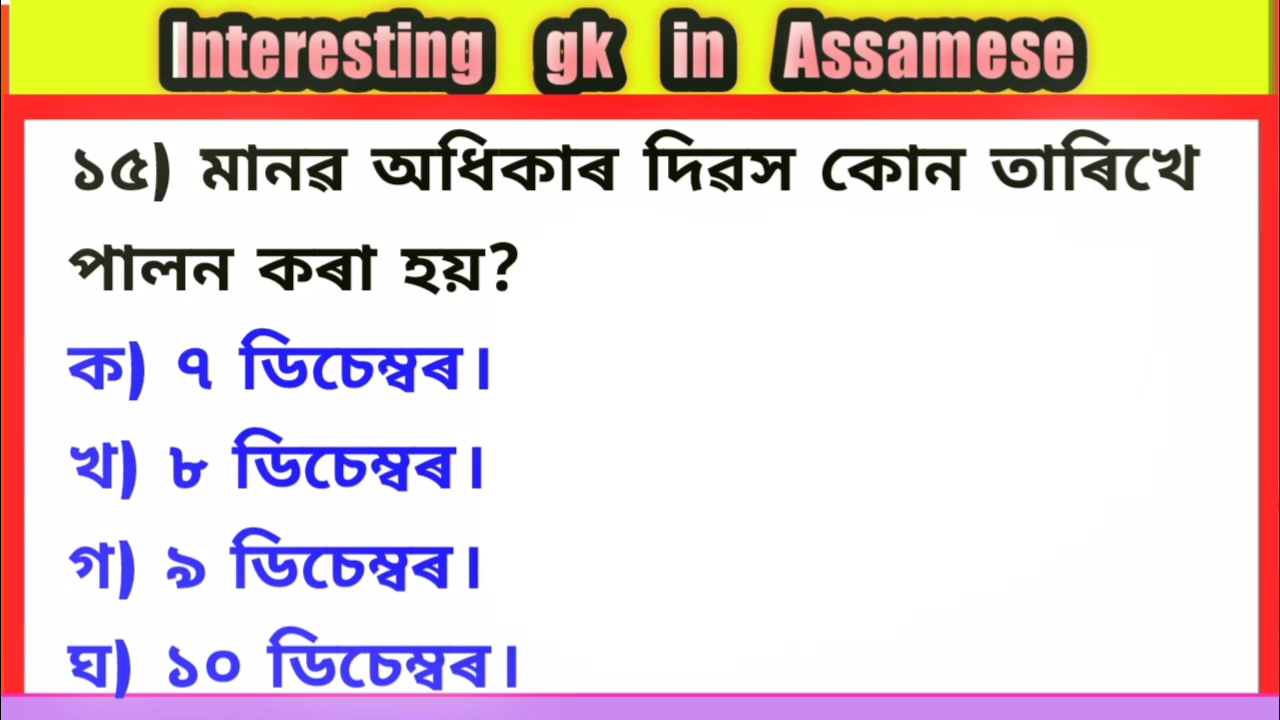 Interesting gk in Assamese
১৫) মানৱ অধিকাৰ দিৱস কোন তাৰিখে
পালন কৰা হয়?
ক) ৭ ডিচেম্বৰ।
খ) ৮ ডিচেম্বৰ।
গ) ৯ ডিচেম্বৰ।
ঘ) ১০ ডিচেম্বৰ।